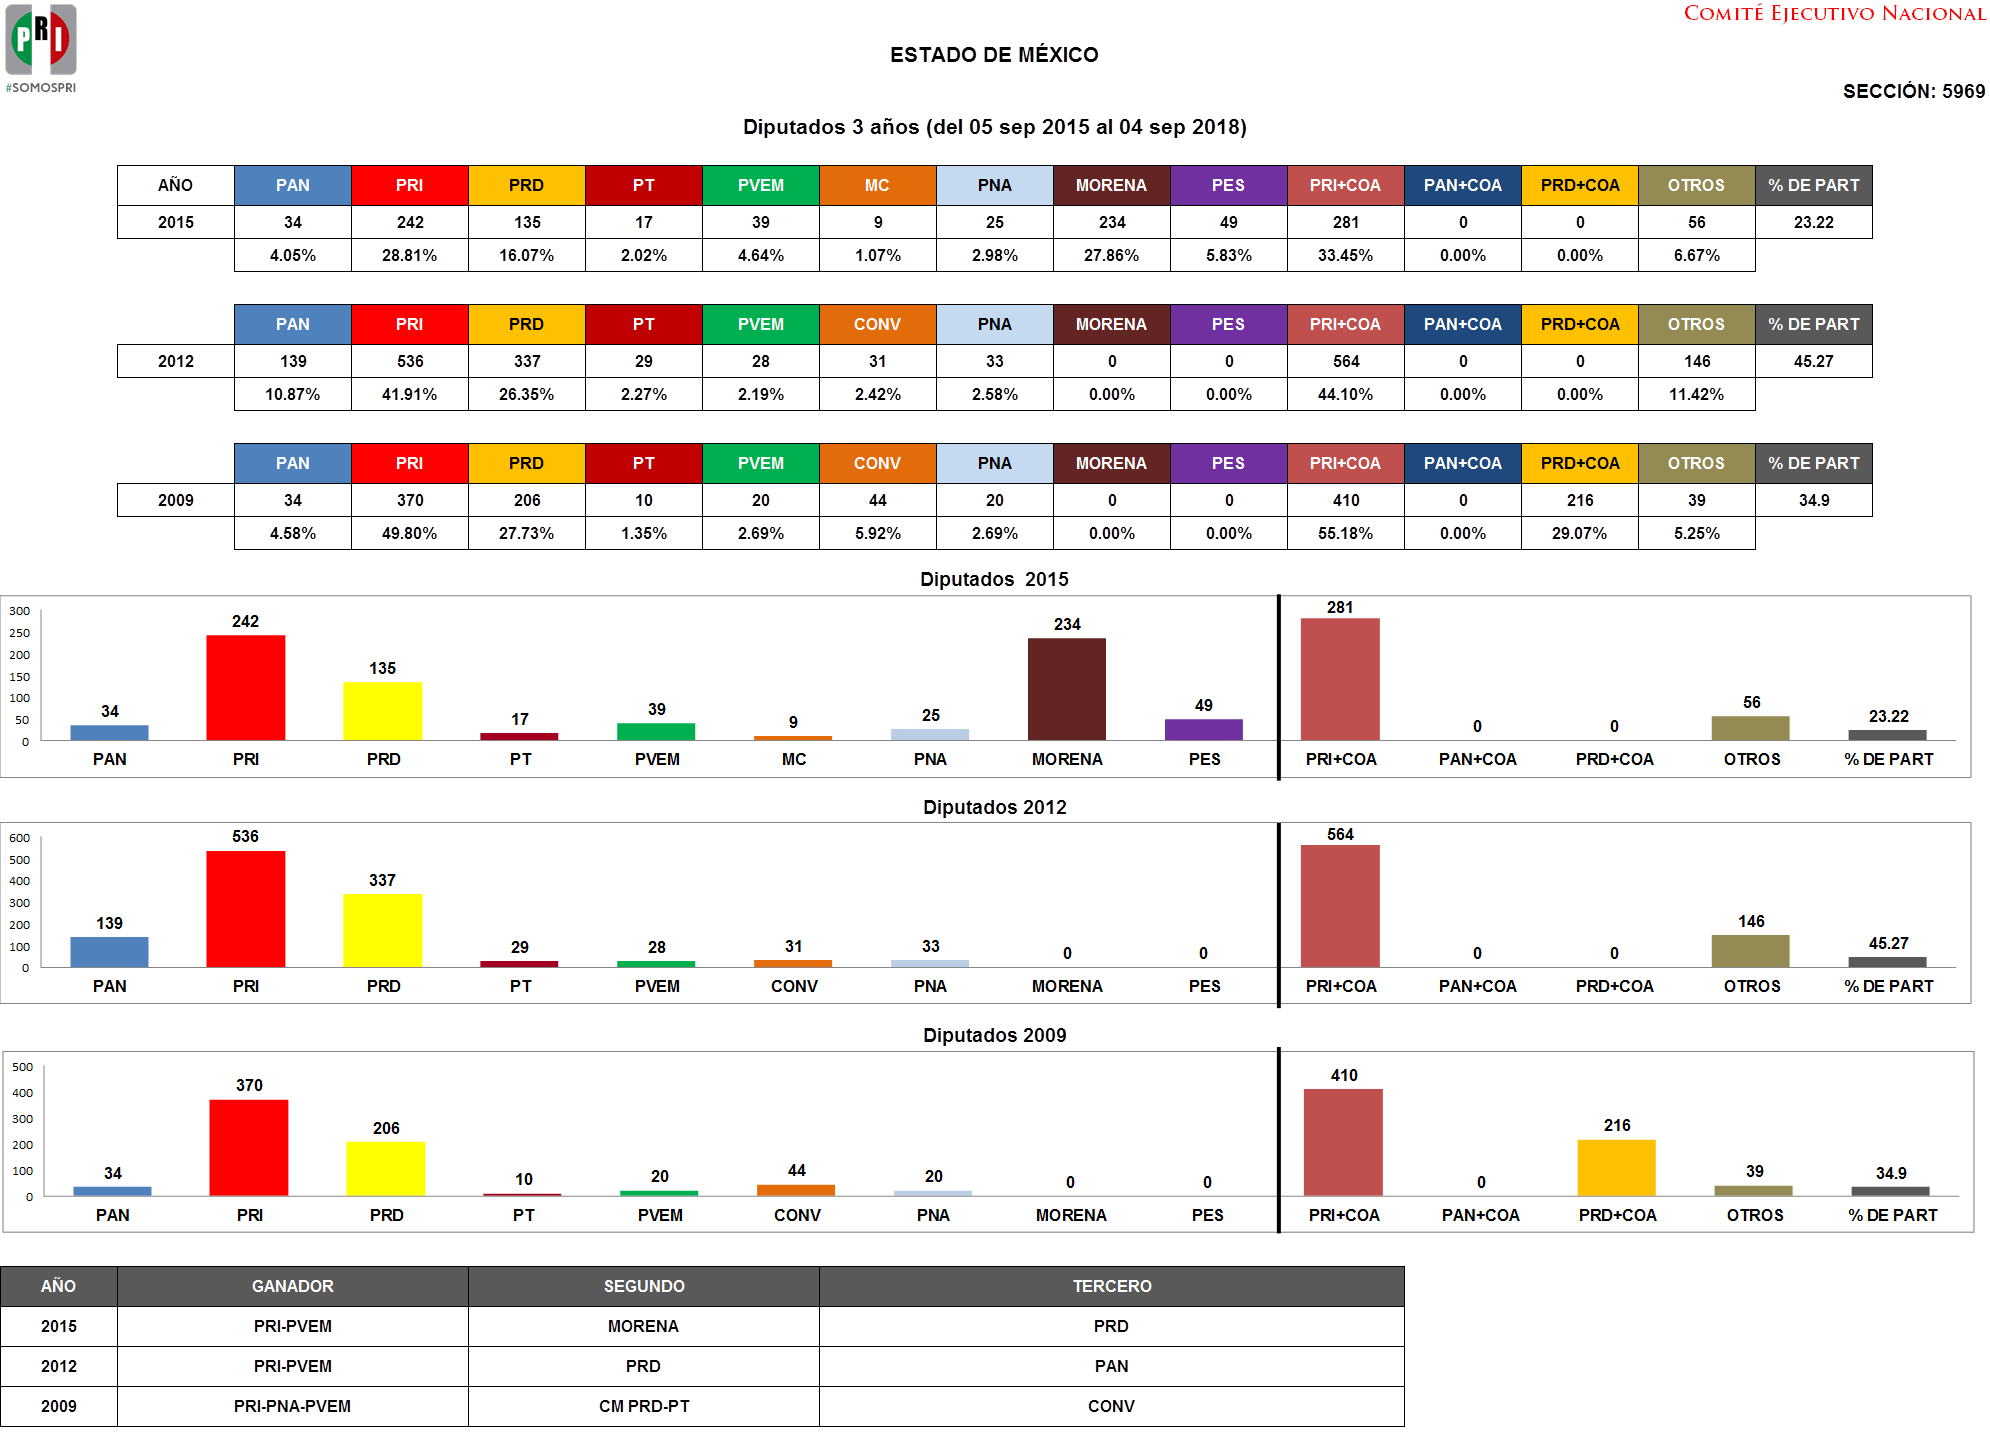 PRI
#SOMOSPRI
COMITÉ EJECUTIVO NACIONAL
ESTADO DE MÉXICO
SECCIÓN: 5969
Diputados 3 años (del 05 sep 2015 al 04 sep 2018)
AÑO PAN PRI PRD PT PVEM MC PNA MORENA PES PRI+COA PAN+COA PRD+COA OTROS % DE PART
2015 34 242 135 17 39 9 25 234 49 281 0 0 56 23.22
4.05% 28.81% 16.07% 2.02% 4.64% 1.07% 2.98% 27.86% 5.83% 33.45% 0.00% 0.00% 6.67%
PAN PRI PRD PT PVEM CONV PNA MORENA PES PRI+COA PAN+COA PRD+COA OTROS % DE PART
2012 139 536 337 29 28 31 33 0 0 564 0 0 146 45.27
10.87% 41.91% 26.35% 2.27% 2.19% 2.42% 2.58% 0.00% 0.00% 44.10% 0.00% 0.00% 11.42%
PAN PRI PRD PT PVEM CONV PNA MORENA PES PRI+COA PAN+COA PRD+COA OTROS % DE PART
2009 34 370 206 10 20 44 20 0 0 410 0 216 39 34.9
4.58% 49.80% 27.73% 1.35% 2.69% 5.92% 2.69% 0.00% 0.00% 55.18% 0.00% 29.07% 5.25%
Diputados 2015
300
250
200
150
100
50
0
34 242 135 17 39 9 25 234 49 281 0 0 56 23.22
PAN PRI PRD PT PVEM MC PNA MORENA PES PRI+COA PAN+COA PRD+COA OTROS % DE PART
Diputados 2012
600
500
400
300
200
100
0
139 536 337 29 28 31 33 0 0 564 0 0 146 45.27
PAN PRI PRD PT PVEM CONV PNA MORENA PES PRI+COA PAN+COA PRD+COA OTROS % DE PART
Diputados 2009
500
400
300
200
100
0
34 370 206 10 20 44 20 0 0 410 0 216 39 34.9
PAN PRI PRD PT PVEM CONV PNA MORENA PES PRI+COA PAN+COA PRD+COA OTROS % DE PART
AÑO GANADOR SEGUNDO TERCERO
2015 PRI-PVEM MORENA PRD
2012 PRI-PVEM PRD PAN
2009 PRI-PNA-PVEM CM PRD-PT CONV